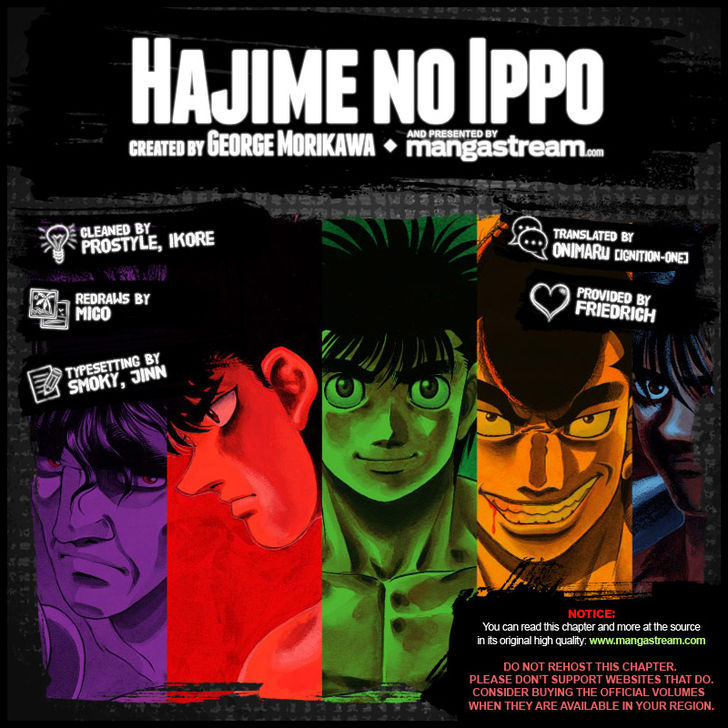 HAJIME NO IPPO
CREATED BY GEORGE MORIKAWA ◆ AND PRESENTED BY mangastream.com
CLEANED BY
PROSTYLE, IKORE
REDRAWS BY
MICO
TYPESETTING BY
SMOKY, JINN
TRANSLATED BY
ONIMARU [IGNITION-ONE]
PROVIDED BY
FRIEDRICH
NOTICE:
You can read this chapter and more at the source
in its original high quality: www.mangastream.com
DO NOT REHOST THIS CHAPTER.
PLEASE DON'T SUPPORT WEBSITES THAT DO.
CONSIDER BUYING THE OFFICIAL VOLUMES
WHEN THEY ARE AVAILABLE IN YOUR REGION.